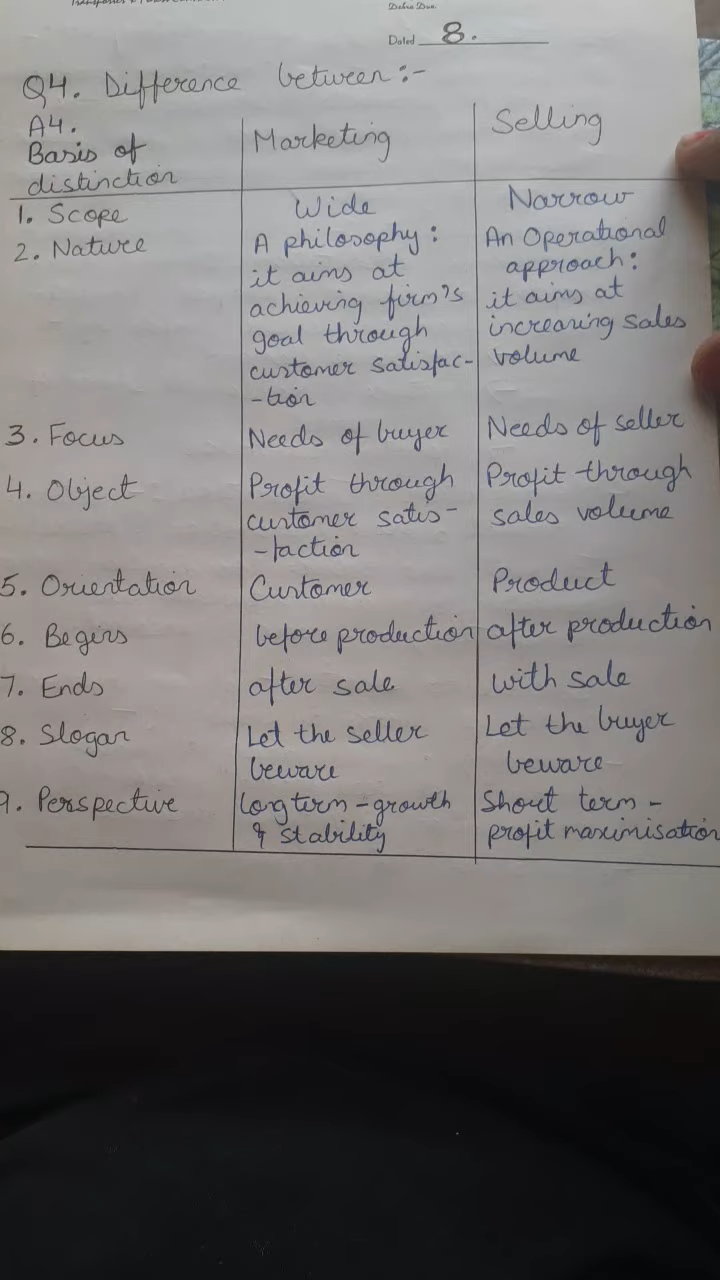 Dehra Dun.
Dated 8.
Q4. Difference between :-
A4.
Basis of distinction | Marketing | Selling
1. Scope | Wide | Narrow
2. Nature | A philosophy: | An Operational
it aims at | approach:
achieving firm's | it aims at
goal through | increasing sales
customer satisfac- | volume
-tion
3. Focus | Needs of buyer | Needs of seller
4. Object | Profit through | Profit through
customer satis- | sales volume
-faction
5. Orientation | Customer | Product
6. Begins | before production | after production
7. Ends | after sale | with sale
8. Slogan | Let the seller | Let the buyer
beware | beware
9. Perspective | Long term - growth | Short term -
& stability | profit maximisation